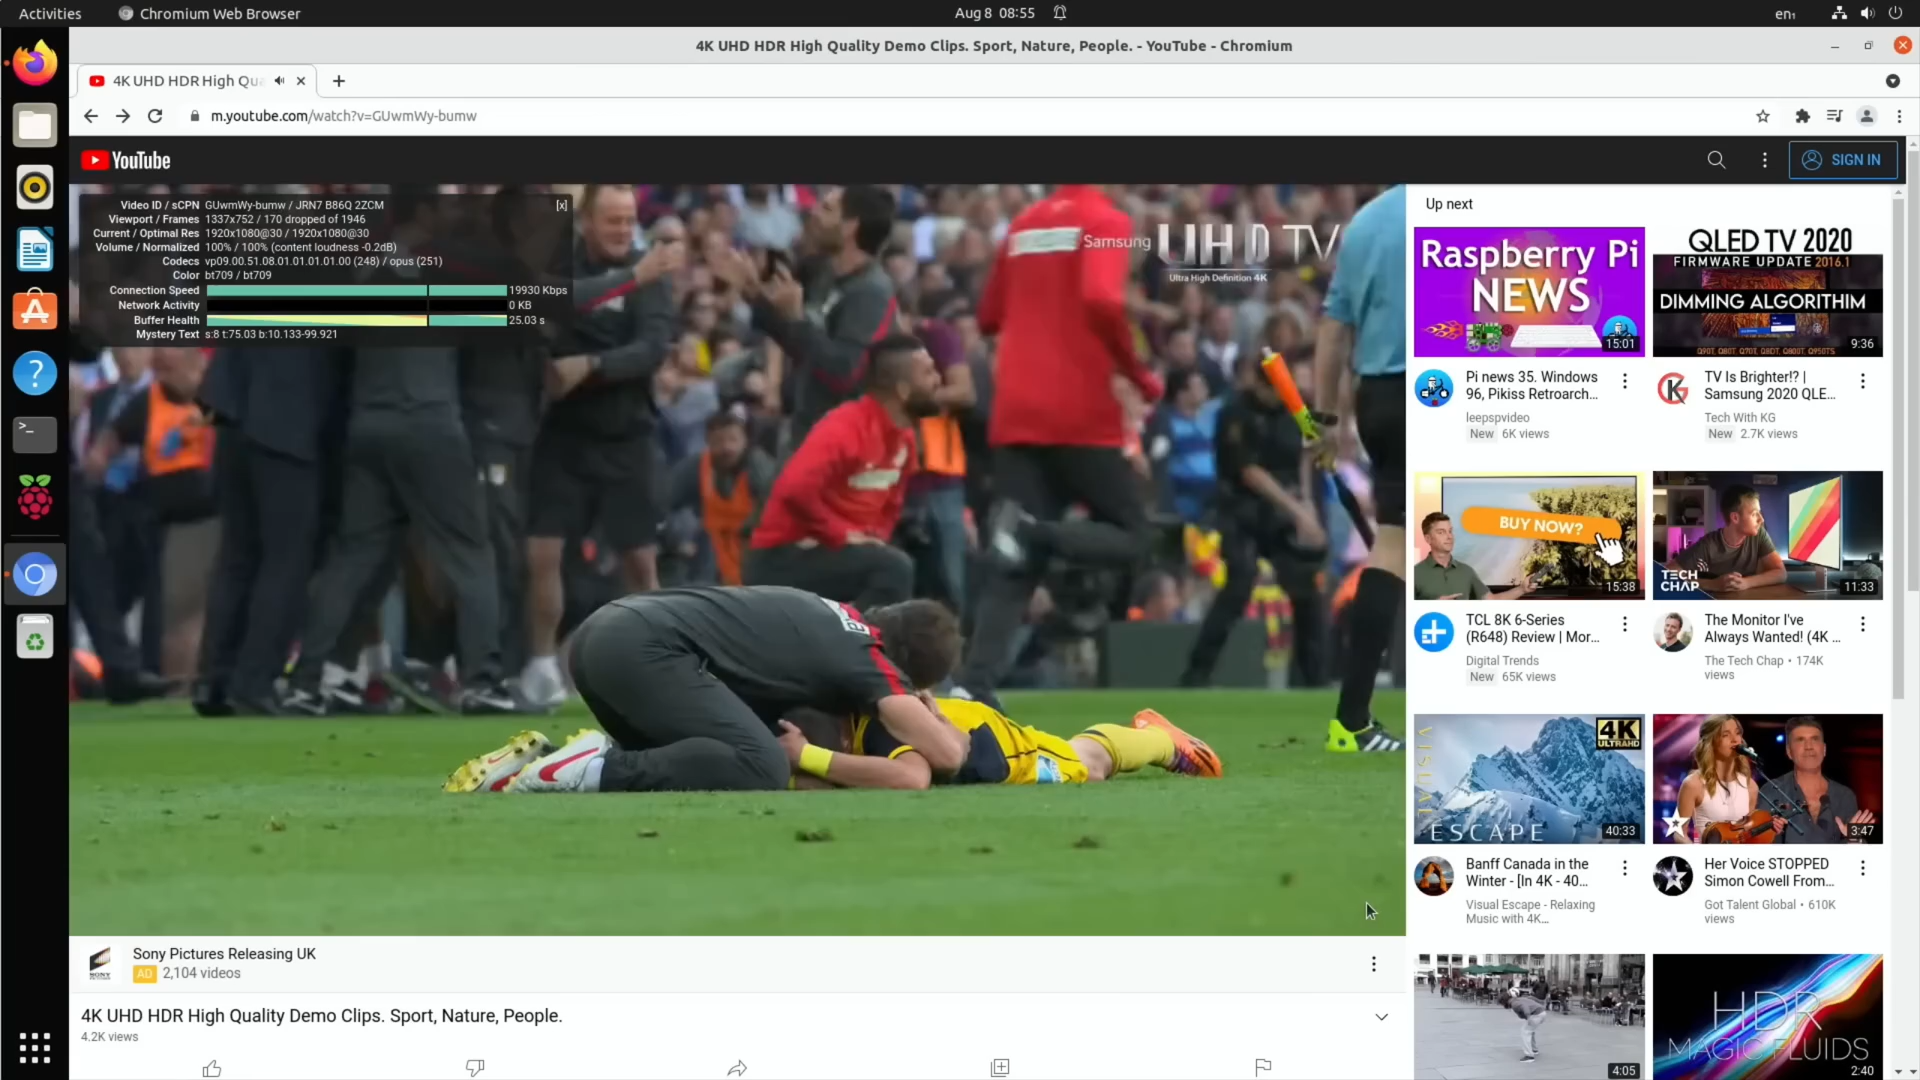 Activities
Chromium Web Browser
Aug 8 08:55
en₁
4K UHD HDR High Quality Demo Clips. Sport, Nature, People. - YouTube - Chromium
4K UHD HDR High Qua
m.youtube.com/watch?v=GUwmWy-bumw
YouTube
SIGN IN
Video ID / sCPN GUwmWy-bumw / JRN7 B86Q 2ZCM
[x]
Viewport / Frames 1337x752 / 170 dropped of 1946
Current / Optimal Res 1920x1080@30 / 1920x1080@30
Volume / Normalized 100% / 100% (content loudness -0.2dB)
Codecs vp09.00.51.08.01.01.01.01.00 (248) / opus (251)
Color bt709 / bt709
Connection Speed 19930 Kbps
Network Activity 0 KB
Buffer Health 25.03 s
Mystery Text s:8 t:75.03 b:10.133-99.921
Samsung UHD TV
Ultra High Definition 4K
Up next
Raspberry Pi
NEWS
15:01
QLED TV 2020
FIRMWARE UPDATE 2016.1
DIMMING ALGORITHIM
Q90T, Q80T, Q70T, Q8DT, Q800T, Q950TS
9:36
Pi news 35. Windows
96, Pikiss Retroarch...
leepspvideo
New 6K views
TV Is Brighter!? |
Samsung 2020 QLE...
Tech With KG
New 2.7K views
BUY NOW?
15:38
TECH
CHAP
11:33
TCL 8K 6-Series
(R648) Review | Mor...
Digital Trends
New 65K views
The Monitor I've
Always Wanted! (4K ...
The Tech Chap • 174K
views
VISUAL
4K
ULTRAHD
ESCAPE
40:33
3:47
Banff Canada in the
Winter - [In 4K - 40...
Visual Escape - Relaxing
Music with 4K...
Her Voice STOPPED
Simon Cowell From...
Got Talent Global • 610K
views
4:05
HDR
MAGIC FLUIDS
2:40
SONY
Sony Pictures Releasing UK
AD 2,104 videos
4K UHD HDR High Quality Demo Clips. Sport, Nature, People.
4.2K views